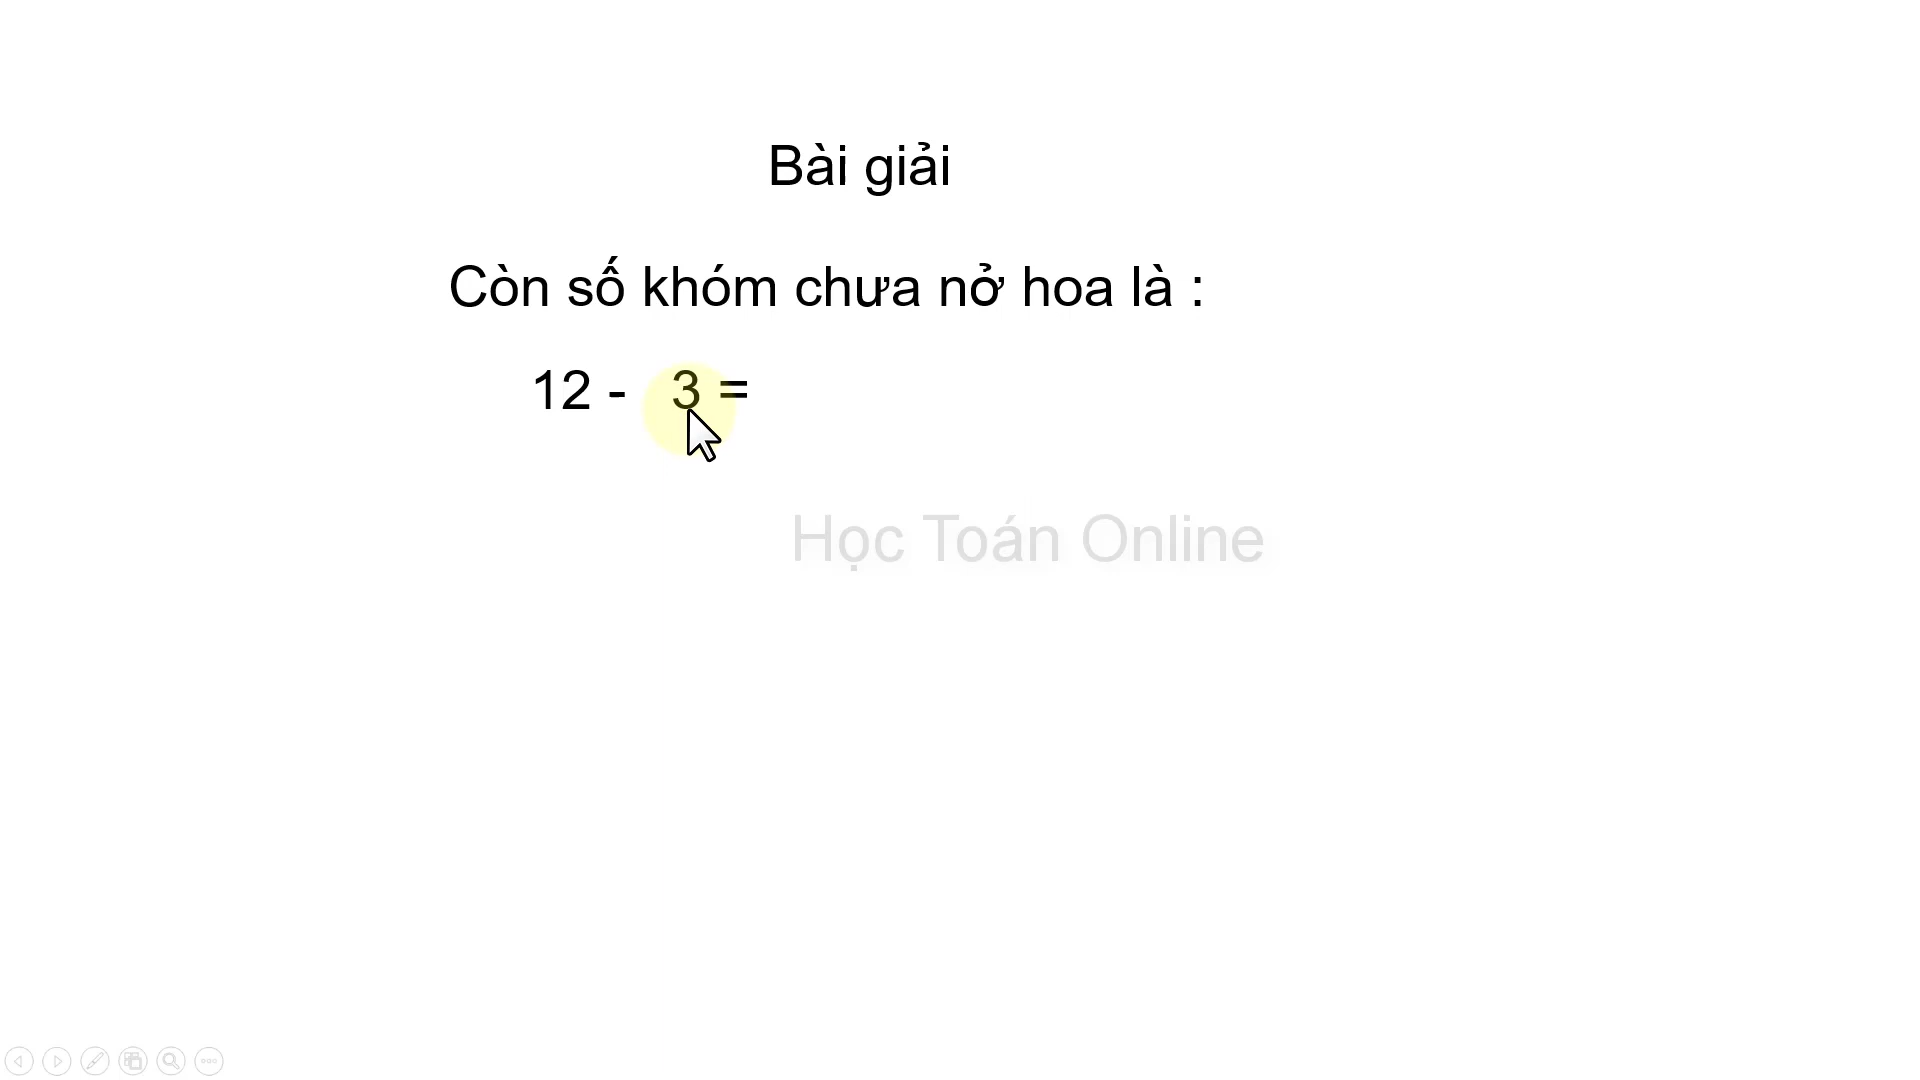 Bài giải
Còn số khóm chưa nở hoa là :
12 - 3 =
Học Toán Online